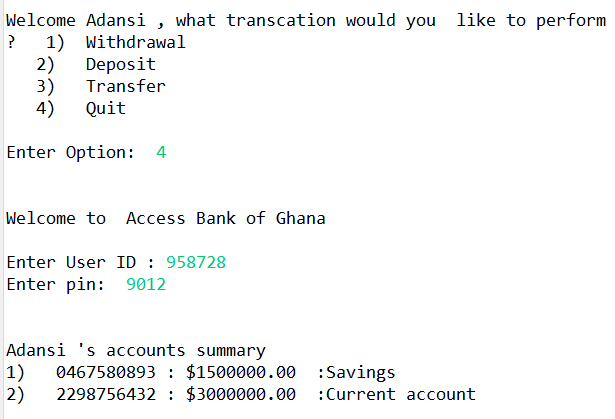 Welcome Adansi , what transcation would you  like to perform
?   1)  Withdrawal
   2)   Deposit
   3)   Transfer
   4)   Quit
Enter Option:  4
Welcome to  Access Bank of Ghana
Enter User ID : 958728
Enter pin:  9012
Adansi 's accounts summary
1)   0467580893 : $1500000.00  :Savings
2)   2298756432 : $3000000.00  :Current account